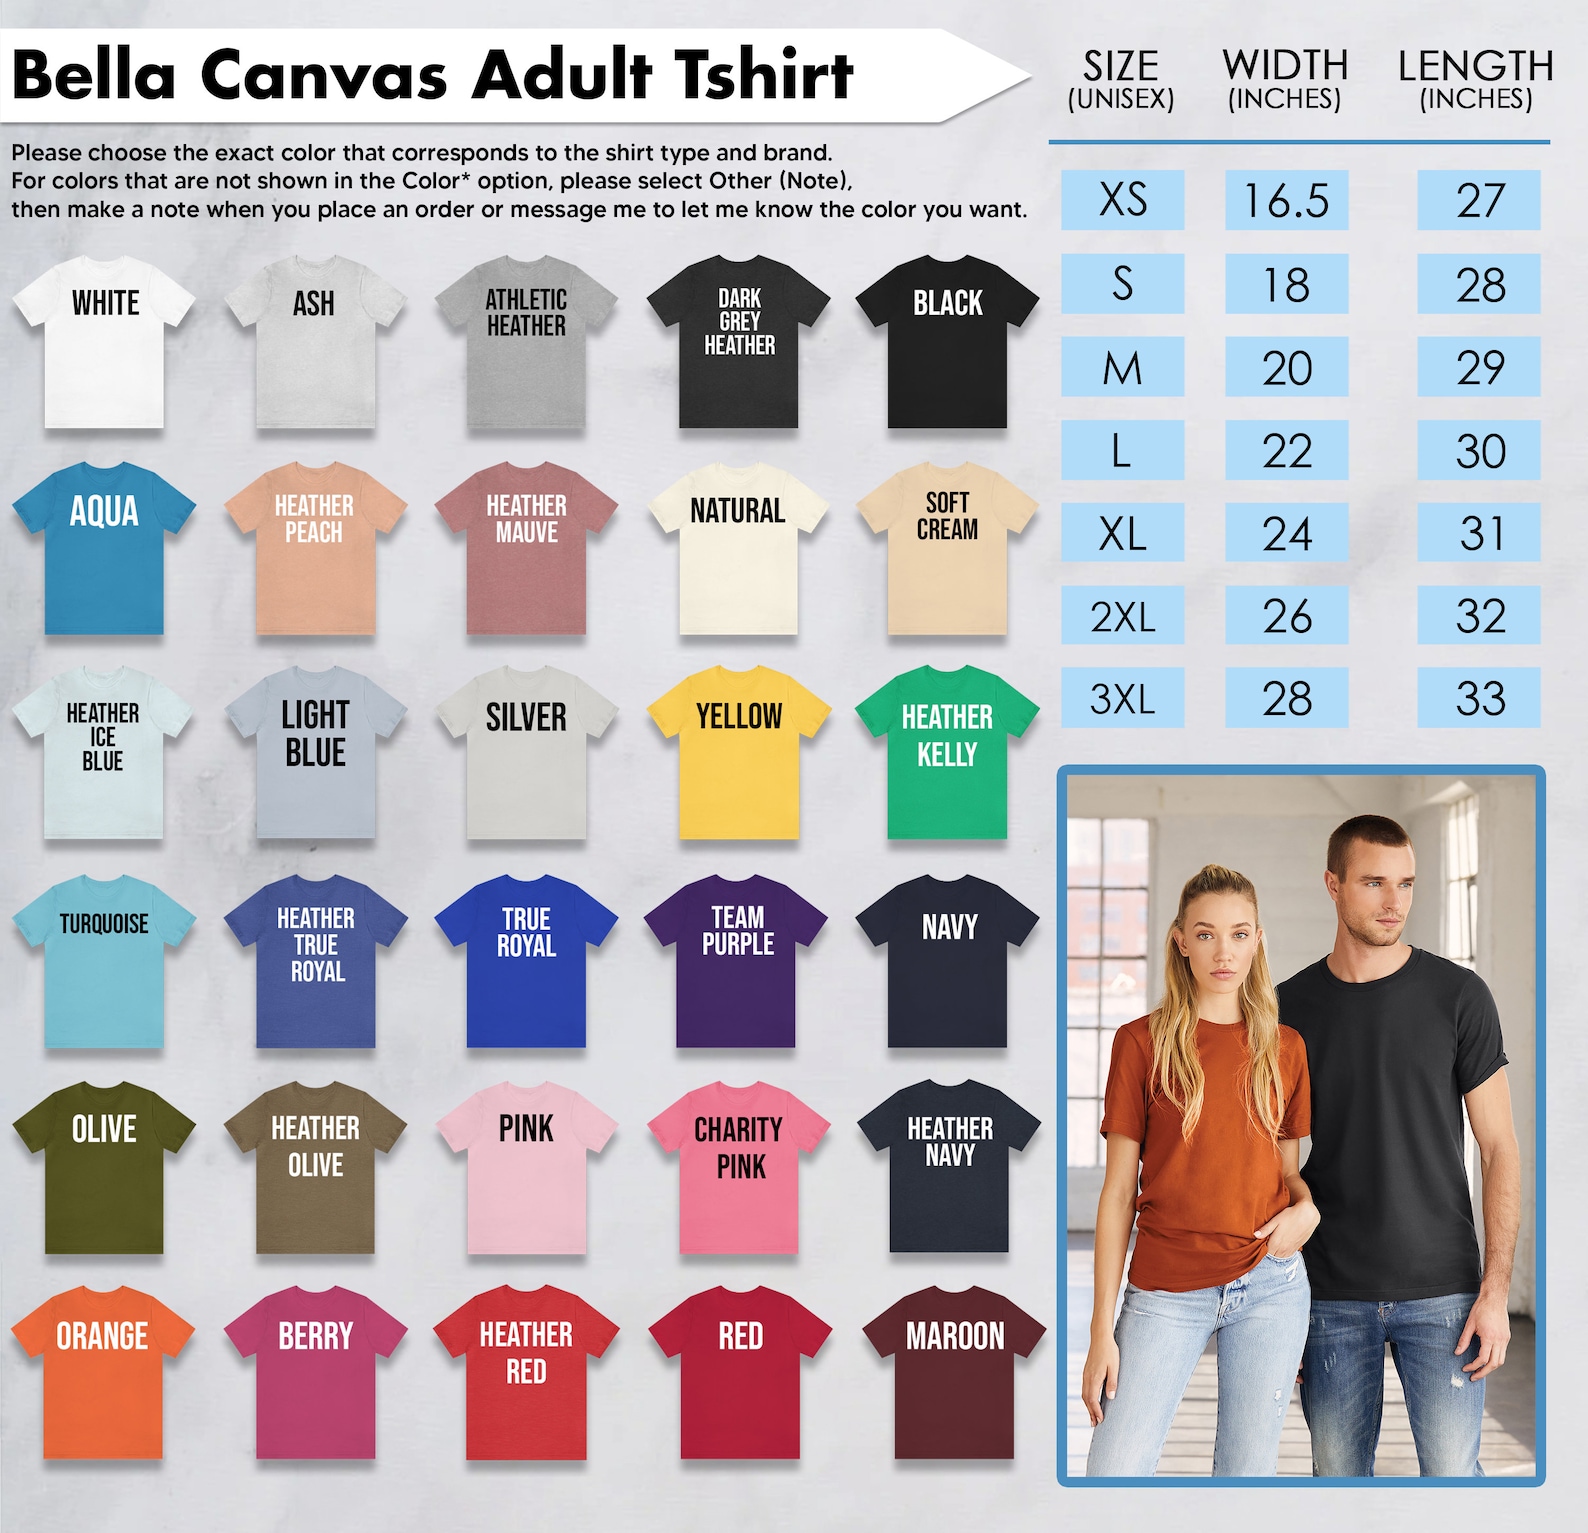 Bella Canvas Adult Tshirt
Please choose the exact color that corresponds to the shirt type and brand.
For colors that are not shown in the Color* option, please select Other (Note),
then make a note when you place an order or message me to let me know the color you want.
WHITE
ASH
ATHLETIC
HEATHER
DARK
GREY
HEATHER
BLACK
AQUA
HEATHER
PEACH
HEATHER
MAUVE
NATURAL
SOFT
CREAM
HEATHER
ICE
BLUE
LIGHT
BLUE
SILVER
YELLOW
HEATHER
KELLY
TURQUOISE
HEATHER
TRUE
ROYAL
TRUE
ROYAL
TEAM
PURPLE
NAVY
OLIVE
HEATHER
OLIVE
PINK
CHARITY
PINK
HEATHER
NAVY
ORANGE
BERRY
HEATHER
RED
RED
MAROON
SIZE WIDTH LENGTH
(UNISEX) (INCHES) (INCHES)
XS 16.5 27
S 18 28
M 20 29
L 22 30
XL 24 31
2XL 26 32
3XL 28 33